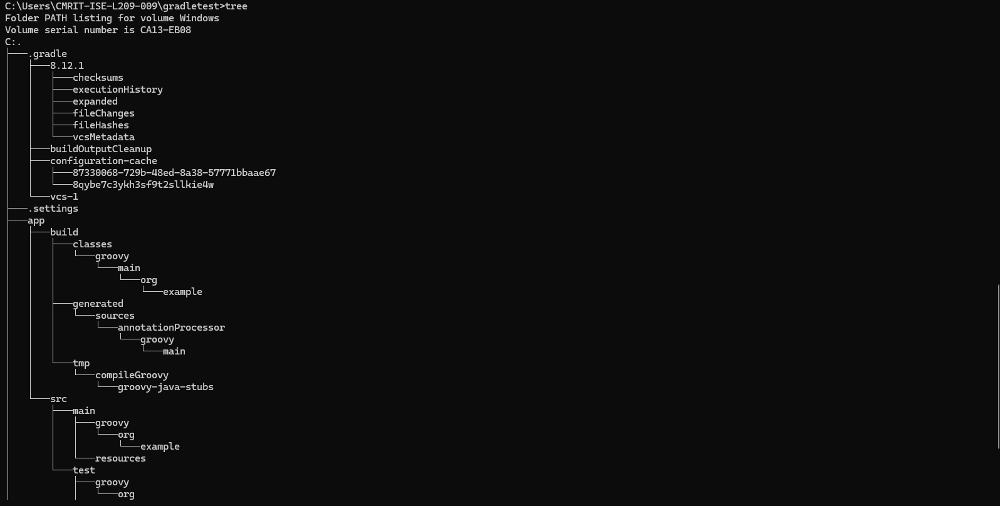 C:\Users\CMRIT-ISE-L209-009\gradletest>tree
Folder PATH listing for volume Windows
Volume serial number is CA13-EB08
C:.
├───.gradle
│   ├───8.12.1
│   │   ├───checksums
│   │   ├───executionHistory
│   │   ├───expanded
│   │   ├───fileChanges
│   │   ├───fileHashes
│   │   └───vcsMetadata
│   ├───buildOutputCleanup
│   ├───configuration-cache
│   │   ├───87330068-729b-48ed-8a38-57771bbaae67
│   │   └───8qybe7c3ykh3sf9t2sllkie4w
│   └───vcs-1
├───.settings
├───app
│   ├───build
│   │   ├───classes
│   │   │   └───groovy
│   │   │       └───main
│   │   │           └───org
│   │   │               └───example
│   │   ├───generated
│   │   │   └───sources
│   │   │       └───annotationProcessor
│   │   │           └───groovy
│   │   │               └───main
│   │   └───tmp
│   │       └───compileGroovy
│   │           └───groovy-java-stubs
│   └───src
│       ├───main
│       │   ├───groovy
│       │   │   └───org
│       │   │       └───example
│       │   └───resources
│       └───test
│           ├───groovy
│           │   └───org